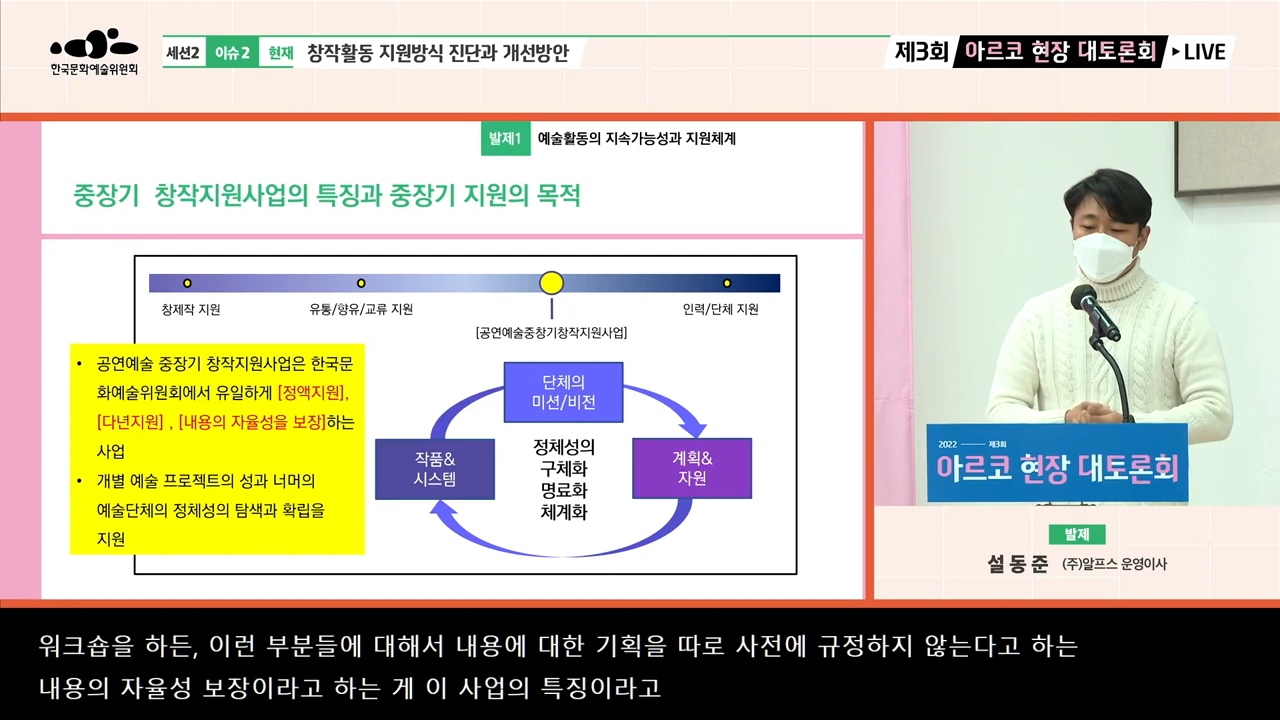 한국문화예술위원회
세션2 이슈 2 현재 창작활동 지원방식 진단과 개선방안
제3회 아르코 현장 대토론회 ▸LIVE
발제1 예술활동의 지속가능성과 지원체계
중장기 창작지원사업의 특징과 중장기 지원의 목적
창제작 지원
유통/향유/교류 지원
인력/단체 지원
[공연예술중창기창작지원사업]
• 공연예술 중장기 창작지원사업은 한국문
화예술위원회에서 유일하게 [정액지원],
[다년지원] , [내용의 자율성을 보장]하는
사업
• 개별 예술 프로젝트의 성과 너머의
예술단체의 정체성의 탐색과 확립을
지원
단체의
미션/비전
작품&
시스템
정체성의
구체화
명료화
체계화
계획&
자원
2022 제3회
아르코 현장 대토론회
발제
설동준 (주)알프스 운영이사
워크숍을 하든, 이런 부분들에 대해서 내용에 대한 기획을 따로 사전에 규정하지 않는다고 하는
내용의 자율성 보장이라고 하는 게 이 사업의 특징이라고